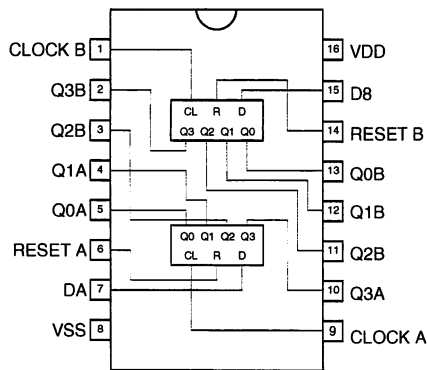 CLOCK B 1 16 VDD
Q3B 2 15 D8
CL R D
Q2B 3 14 RESET B
Q3 Q2 Q1 Q0
Q1A 4 13 Q0B
Q0A 5 12 Q1B
Q0 Q1 Q2 Q3
RESET A 6 11 Q2B
CL R D
DA 7 10 Q3A
VSS 8 9 CLOCK A